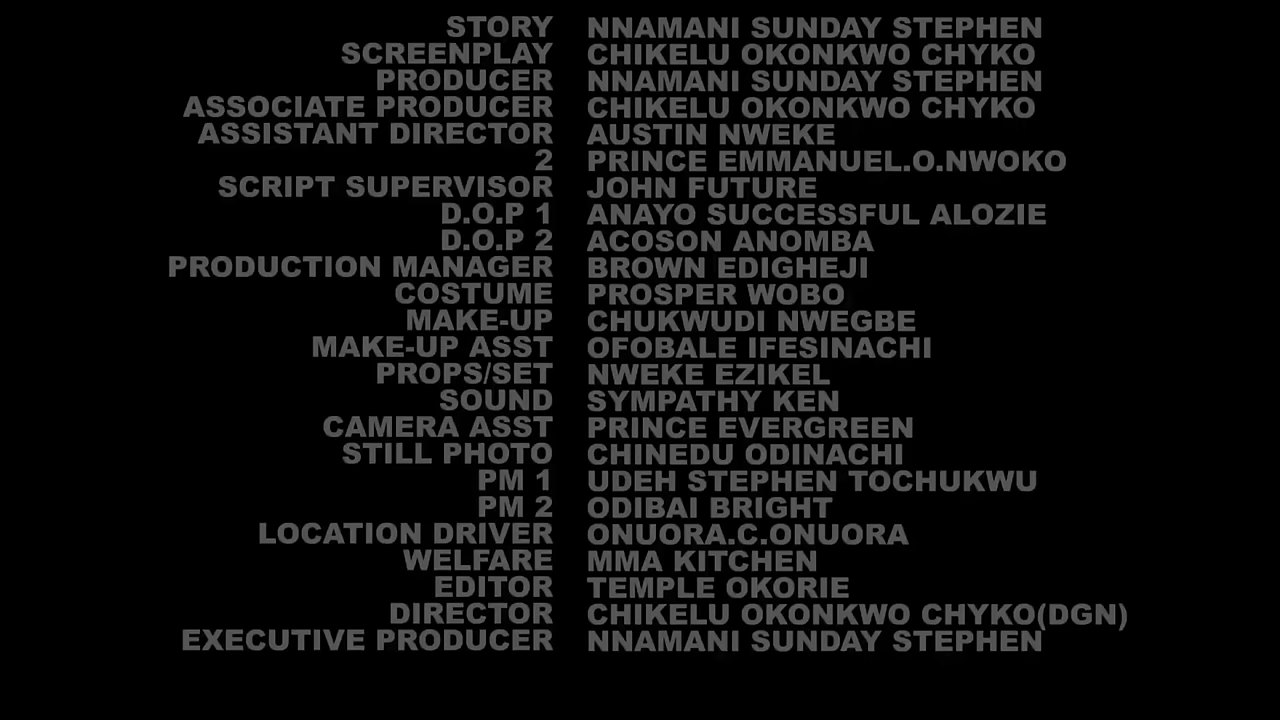 STORY NNAMANI SUNDAY STEPHEN
SCREENPLAY CHIKELU OKONKWO CHYKO
PRODUCER NNAMANI SUNDAY STEPHEN
ASSOCIATE PRODUCER CHIKELU OKONKWO CHYKO
ASSISTANT DIRECTOR AUSTIN NWEKE
2 PRINCE EMMANUEL.O.NWOKO
SCRIPT SUPERVISOR JOHN FUTURE
D.O.P 1 ANAYO SUCCESSFUL ALOZIE
D.O.P 2 ACOSON ANOMBA
PRODUCTION MANAGER BROWN EDIGHEJI
COSTUME PROSPER WOBO
MAKE-UP CHUKWUDI NWEGBE
MAKE-UP ASST OFOBALE IFESINACHI
PROPS/SET NWEKE EZIKEL
SOUND SYMPATHY KEN
CAMERA ASST PRINCE EVERGREEN
STILL PHOTO CHINEDU ODINACHI
PM 1 UDEH STEPHEN TOCHUKWU
PM 2 ODIBAI BRIGHT
LOCATION DRIVER ONUORA.C.ONUORA
WELFARE MMA KITCHEN
EDITOR TEMPLE OKORIE
DIRECTOR CHIKELU OKONKWO CHYKO(DGN)
EXECUTIVE PRODUCER NNAMANI SUNDAY STEPHEN